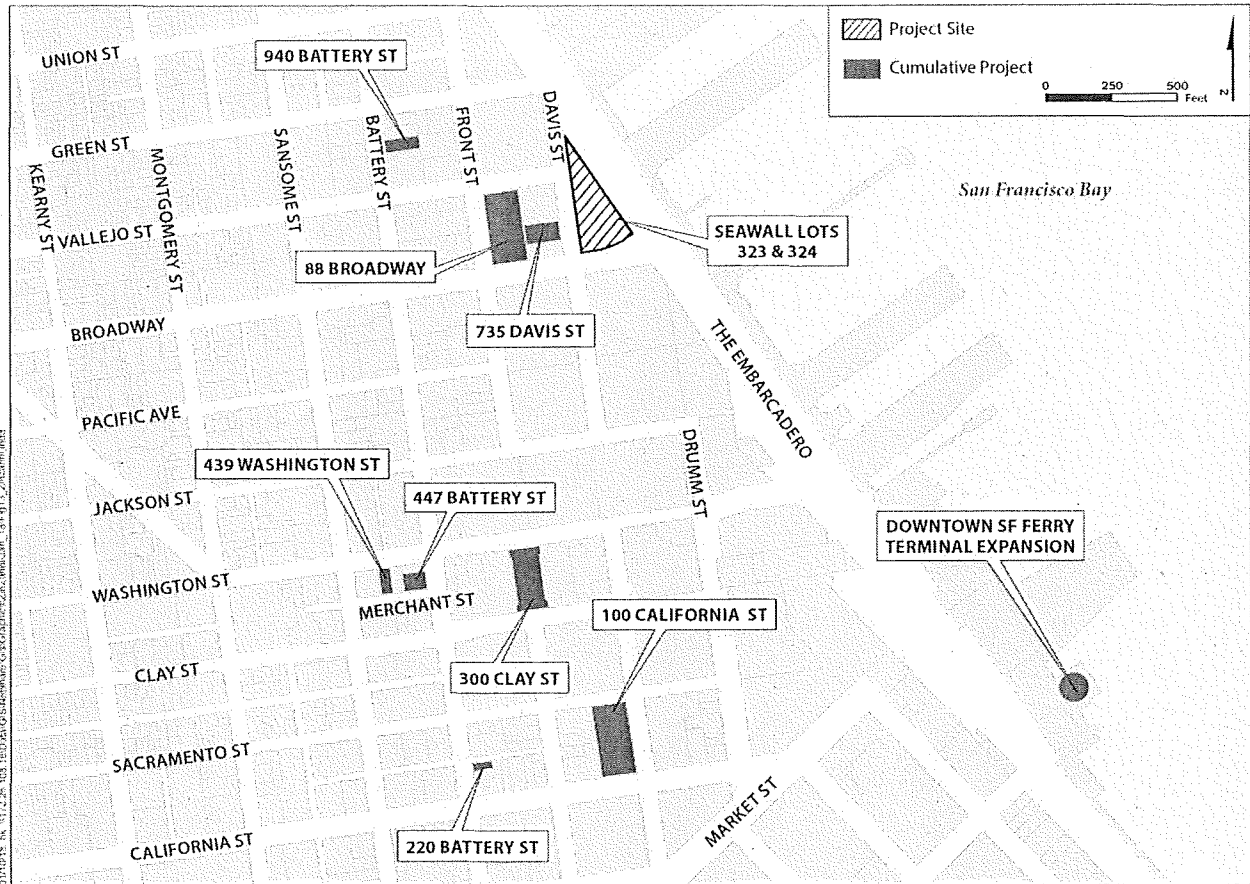 Project Site
Cumulative Project
0 250 500
Feet
N
UNION ST
940 BATTERY ST
GREEN ST
KEARNY ST
MONTGOMERY ST
SANSOME ST
BATTERY ST
FRONT ST
DAVIS ST
San Francisco Bay
VALLEJO ST
SEAWALL LOTS
323 & 324
88 BROADWAY
735 DAVIS ST
BROADWAY
THE EMBARCADERO
PACIFIC AVE
DRUMM ST
439 WASHINGTON ST
447 BATTERY ST
JACKSON ST
DOWNTOWN SF FERRY
TERMINAL EXPANSION
WASHINGTON ST
MERCHANT ST
100 CALIFORNIA ST
CLAY ST
300 CLAY ST
SACRAMENTO ST
MARKET ST
CALIFORNIA ST
220 BATTERY ST